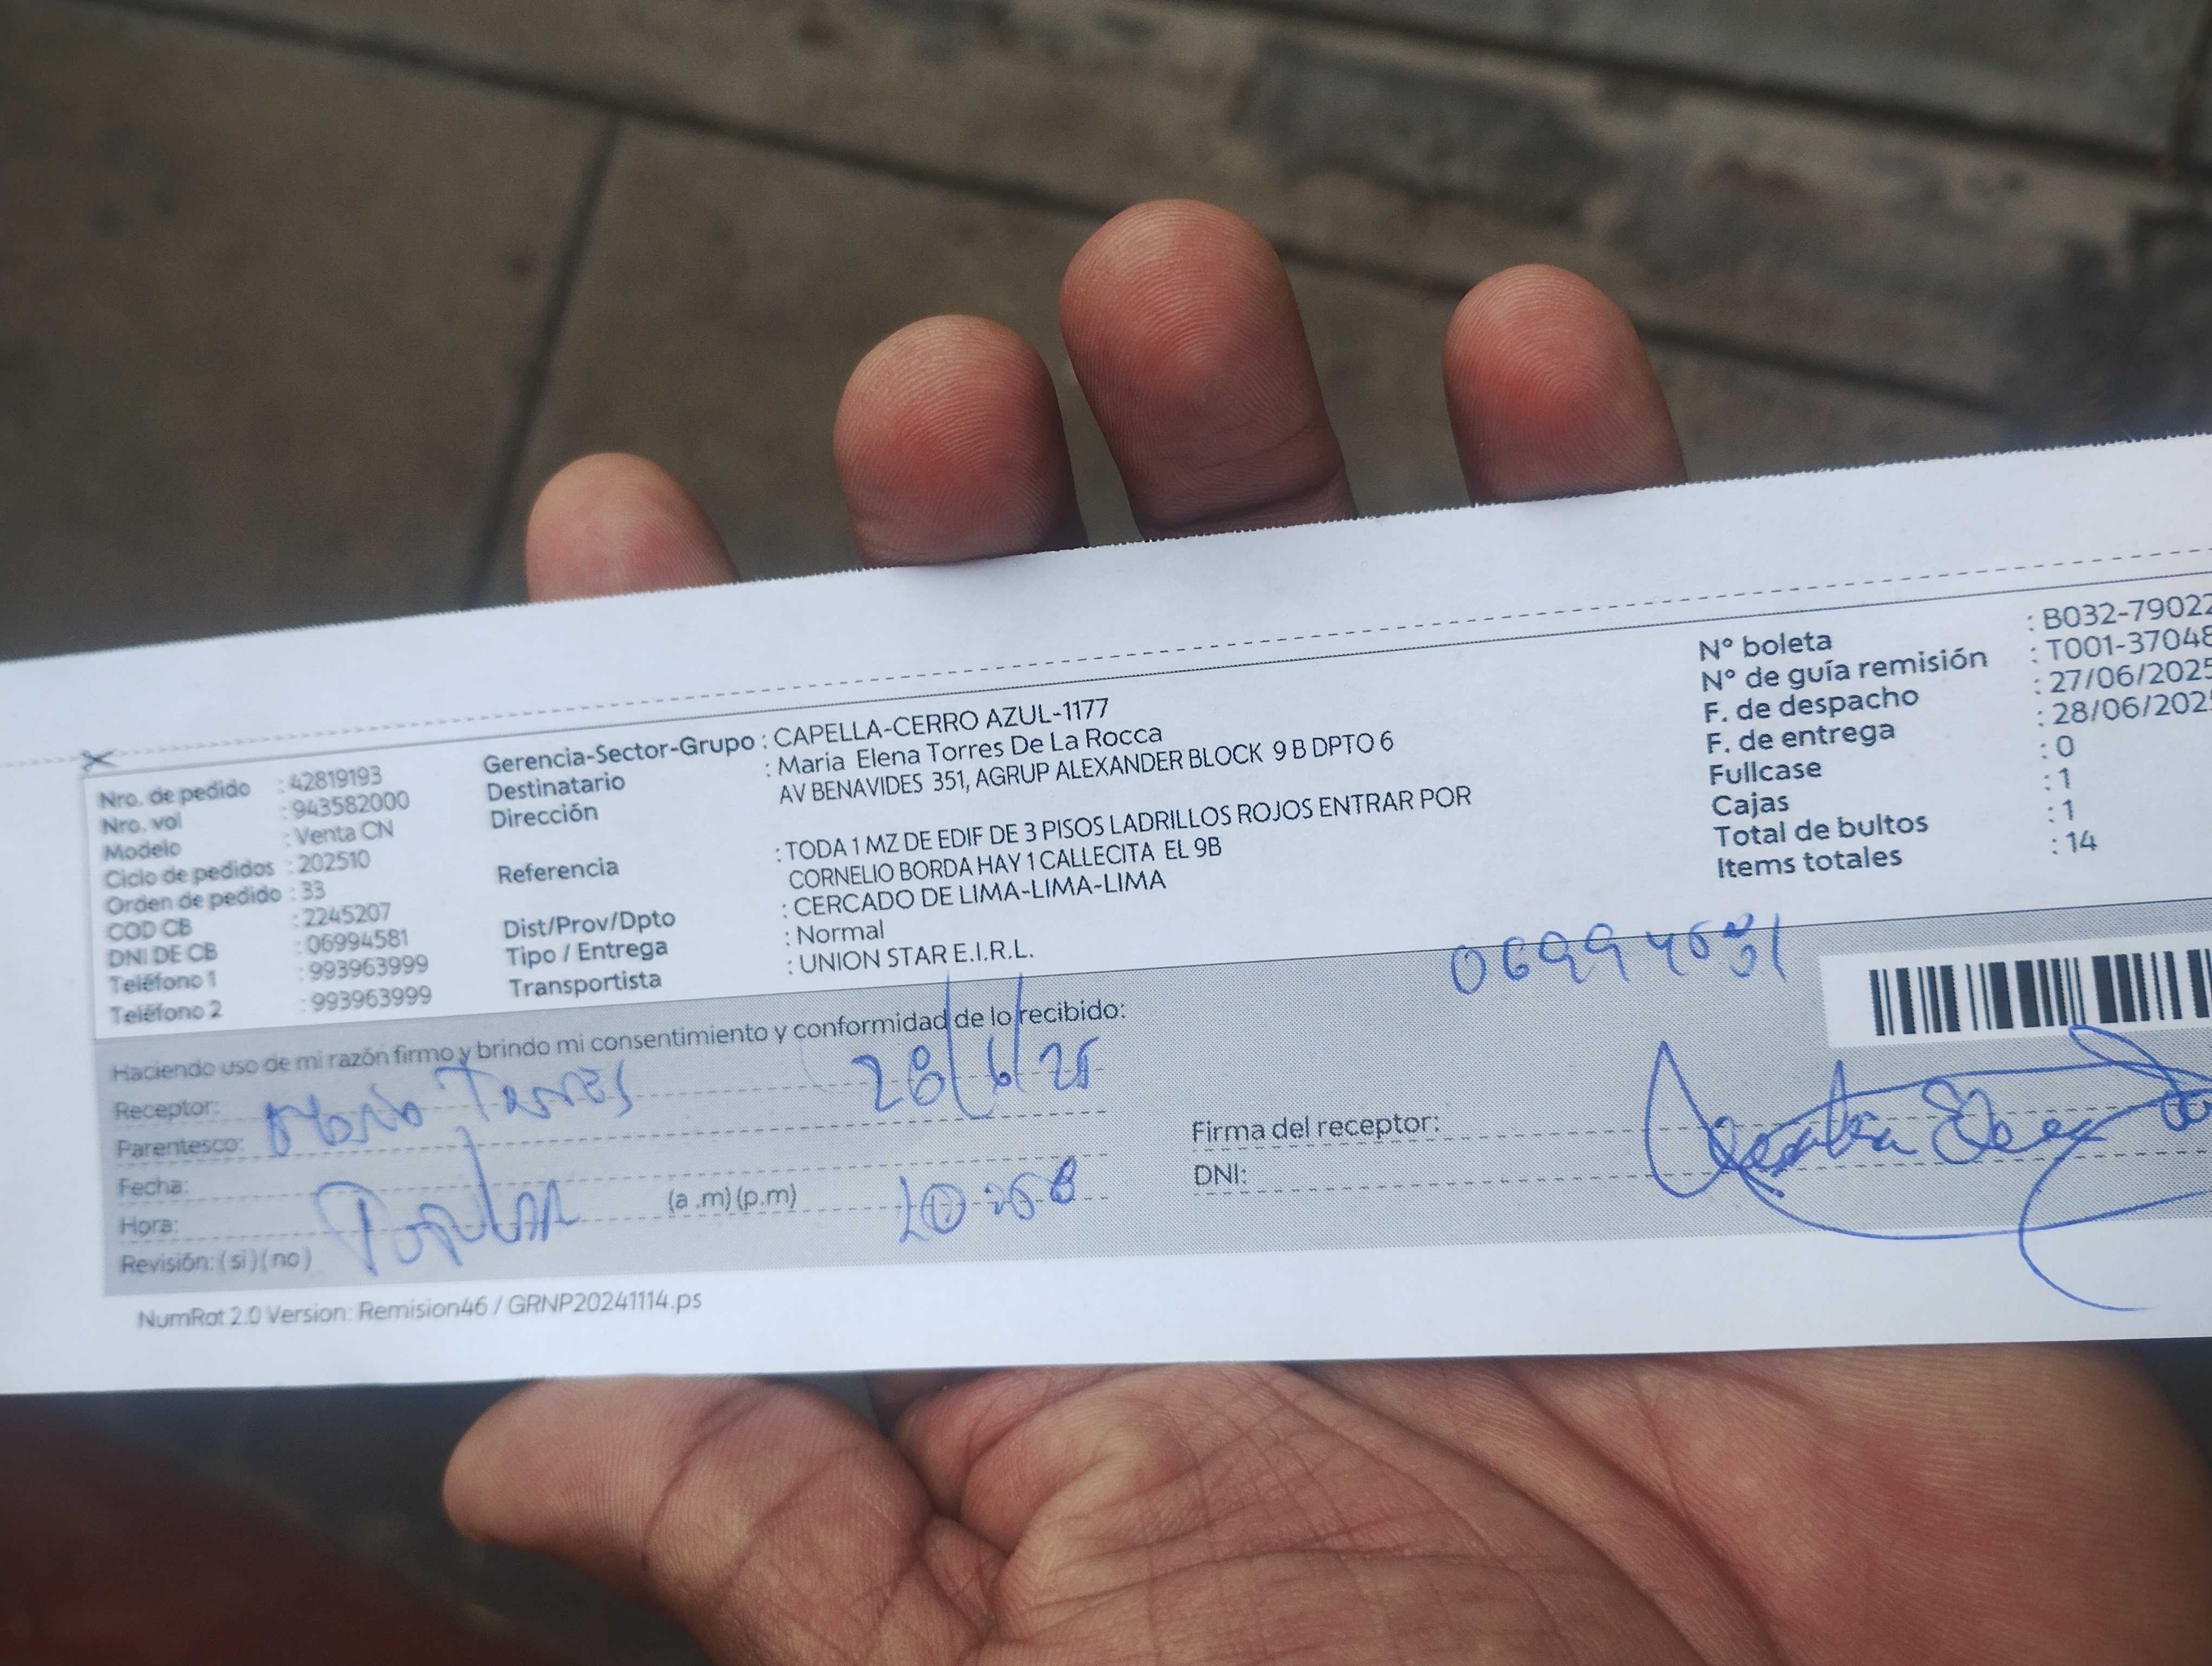 Nro. de pedido : 42819193
Nro. vol : 943582000
Modelo : Venta CN
Ciclo de pedidos : 202510
Orden de pedido : 33
COD CB : 2245207
DNI DE CB : 06994581
Teléfono 1 : 993963999
Teléfono 2 : 993963999
Gerencia-Sector-Grupo : CAPELLA-CERRO AZUL-1177
Destinatario : Maria Elena Torres De La Rocca
Dirección AV BENAVIDES 351, AGRUP ALEXANDER BLOCK 9 B DPTO 6
Referencia : TODA 1 MZ DE EDIF DE 3 PISOS LADRILLOS ROJOS ENTRAR POR
CORNELIO BORDA HAY 1 CALLECITA EL 9B
Dist/Prov/Dpto : CERCADO DE LIMA-LIMA-LIMA
Tipo / Entrega : Normal
Transportista : UNION STAR E.I.R.L.
N° boleta : B032-79022
N° de guía remisión : T001-37048
F. de despacho : 27/06/2025
F. de entrega : 28/06/202
Fullcase : 0
Cajas : 1
Total de bultos : 1
Items totales : 14
Haciendo uso de mi razón firmo y brindo mi consentimiento y conformidad de lo recibido:
06994581
Receptor:
Torres
28/6/25
Parentesco:
Fecha:
Hora: (a .m) (p.m)
Revisión: ( si ) ( no )
Titular
Firma del receptor:
DNI:
NumRot 2.0 Version: Remision46 / GRNP20241114.ps